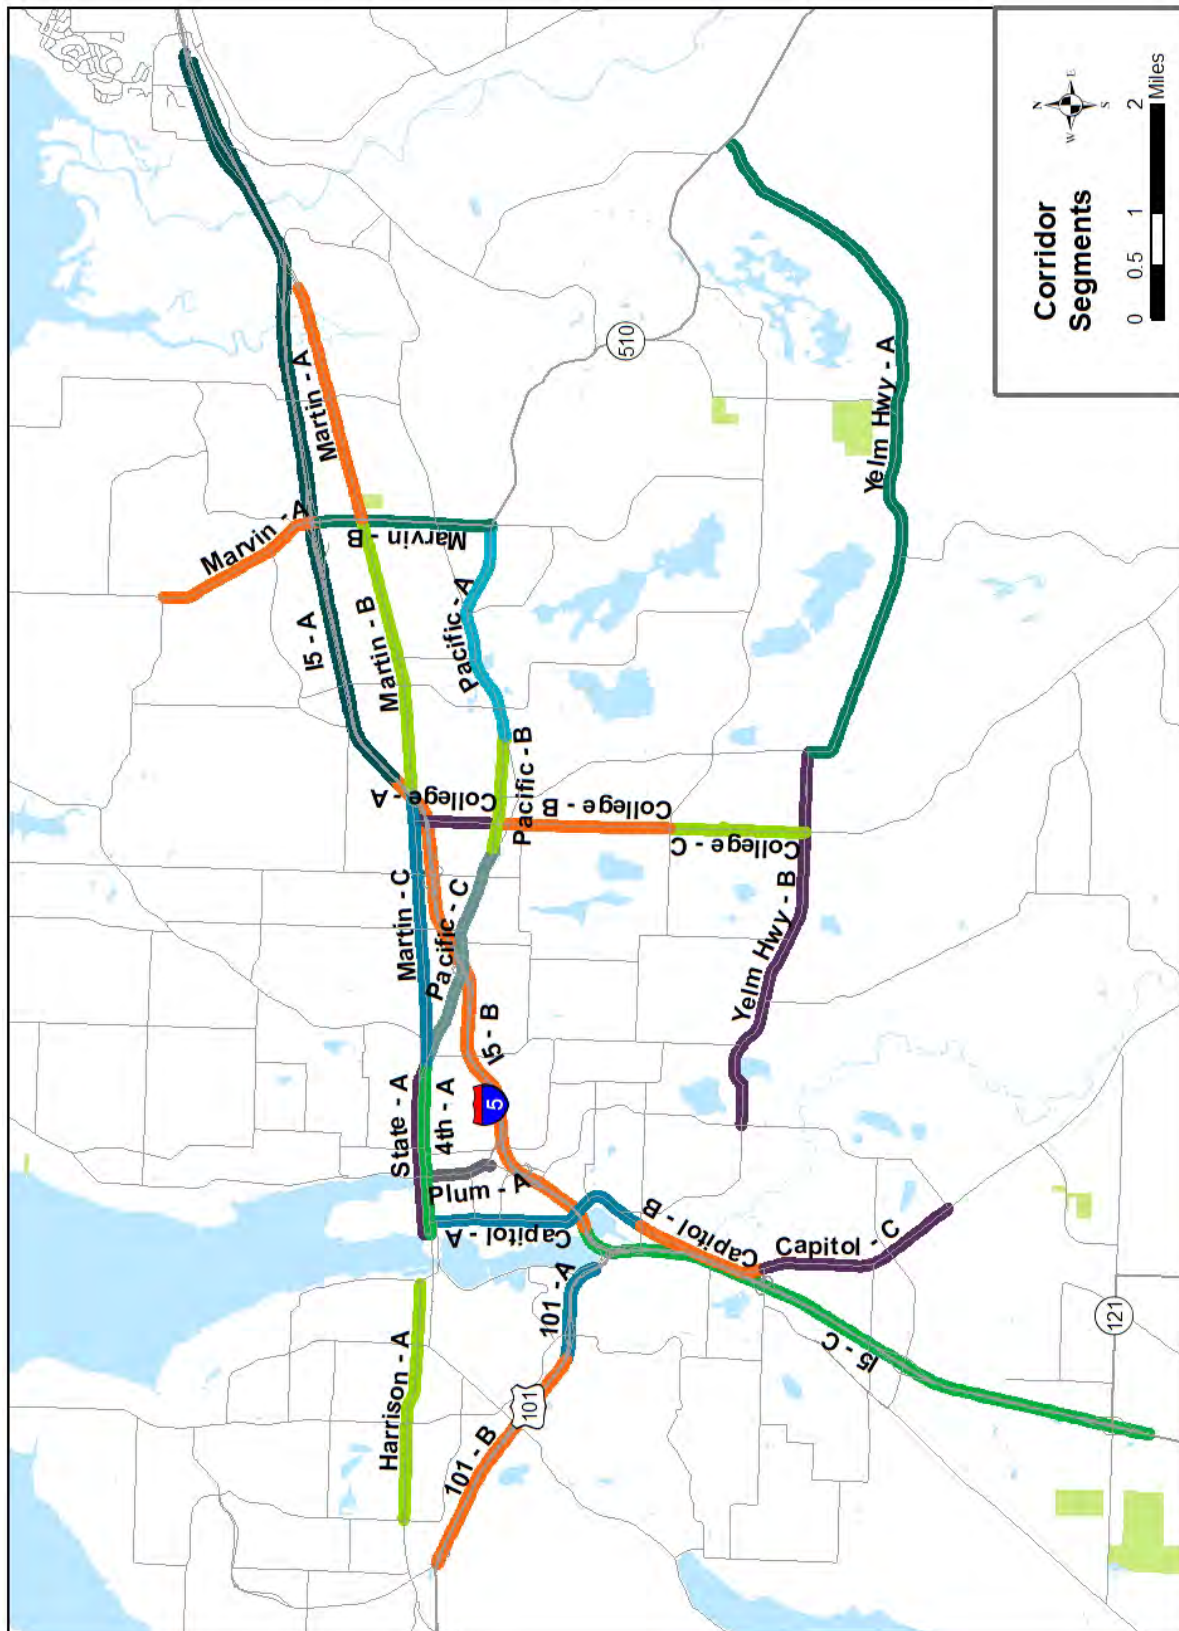 Marvin - A
I5 - A
Martin - A
Martin - B
Marvin - B
Pacific - A
Pacific - B
College - A
College - B
College - C
Martin - C
Pacific - C
I5 - B
State - A
4th - A
5
Plum - A
Capitol - A
Capitol - B
Capitol - C
Harrison - A
101 - A
101
101 - B
I5 - C
121
510
Yelm Hwy - A
Yelm Hwy - B
Corridor
Segments
N
W
E
S
0 0.5 1 2
Miles